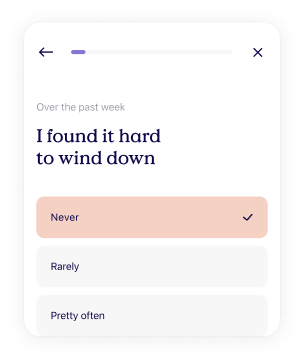 Over the past week
I found it hard
to wind down
Never
Rarely
Pretty often